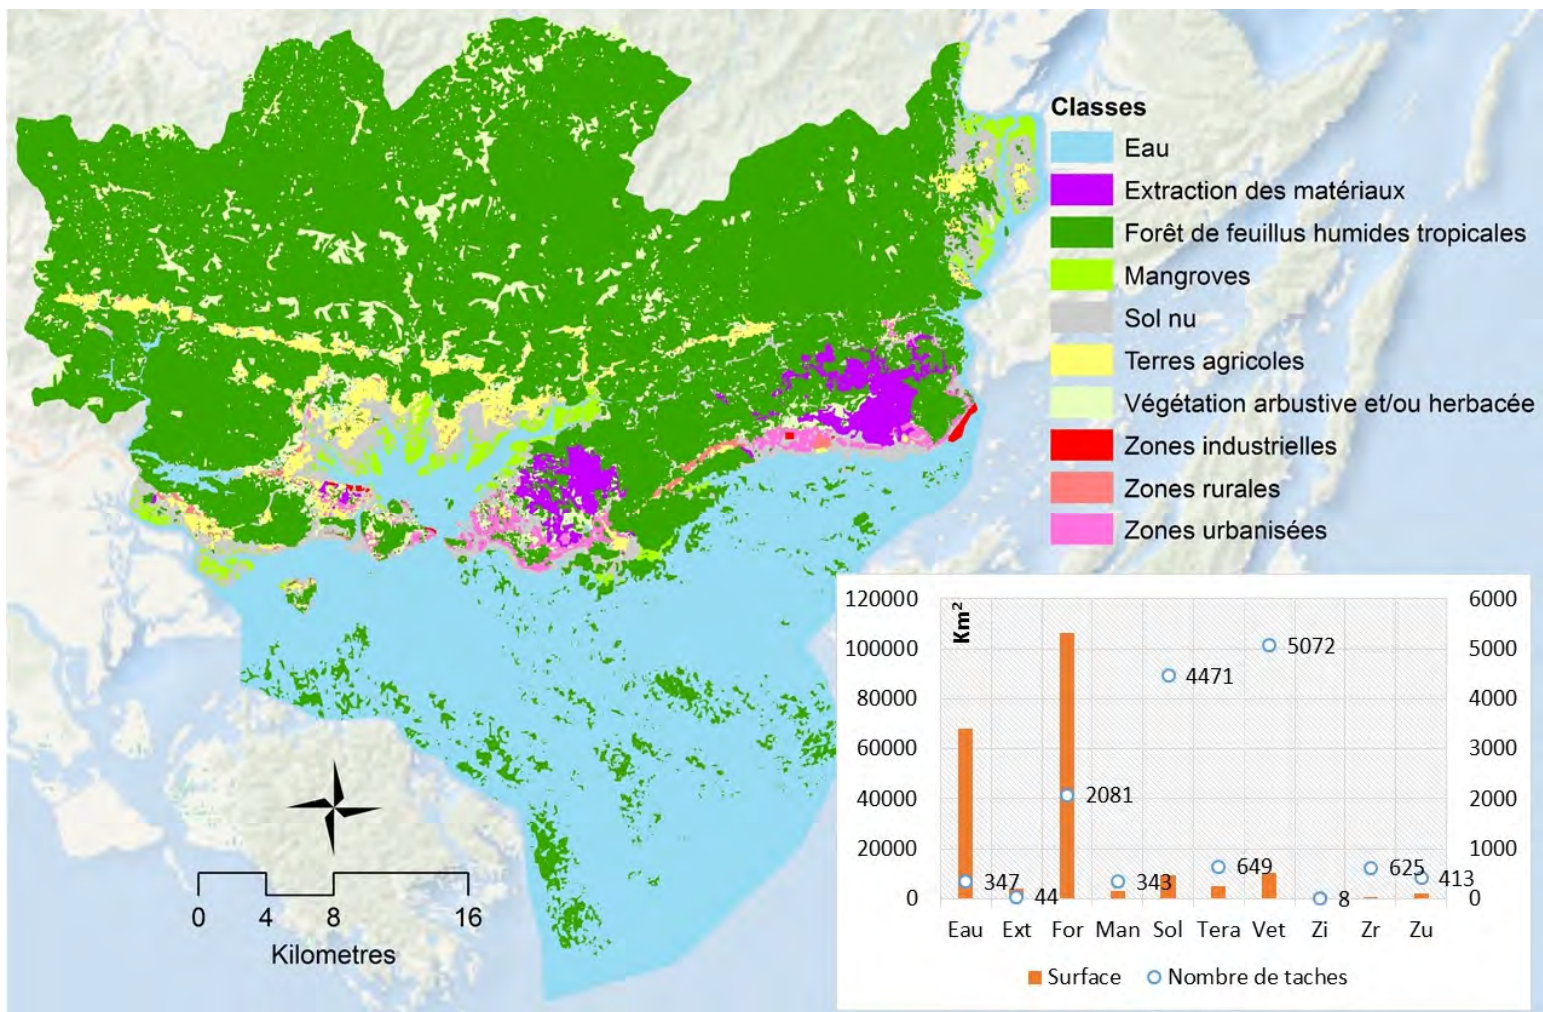 Classes
Eau
Extraction des matériaux
Forêt de feuillus humides tropicales
Mangroves
Sol nu
Terres agricoles
Végétation arbustive et/ou herbacée
Zones industrielles
Zones rurales
Zones urbanisées
0 4 8 16
Kilometres
Km²
120000
100000
80000
60000
40000
20000
0
6000
5000
4000
3000
2000
1000
0
347
44
2081
343
4471
649
5072
8
625
413
Eau Ext For Man Sol Tera Vet Zi Zr Zu
Surface Nombre de taches